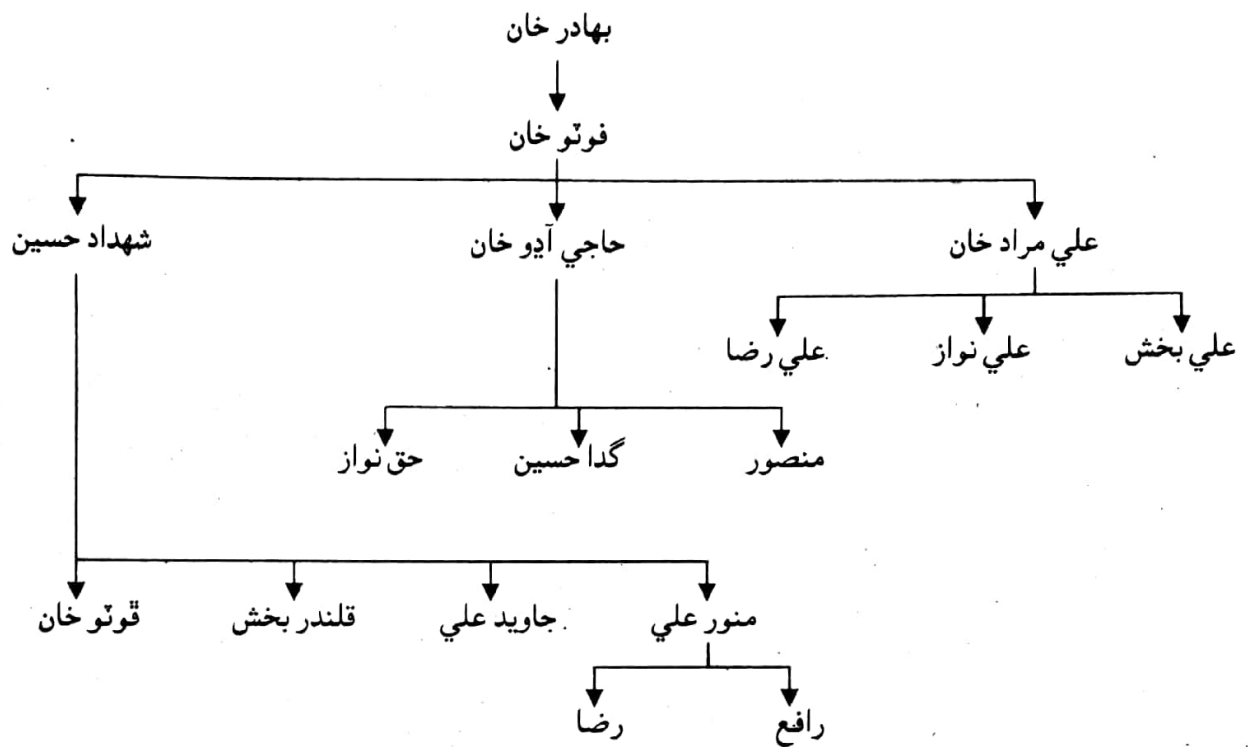 بهادر خان
فوٽو خان
علي مراد خان
حاجي آڍو خان
شهداد حسين
علي بخش
علي نواز
علي رضا
منصور
گدا حسين
حق نواز
منور علي
جاويد علي
قلندر بخش
ڦوٽو خان
رافع
رضا